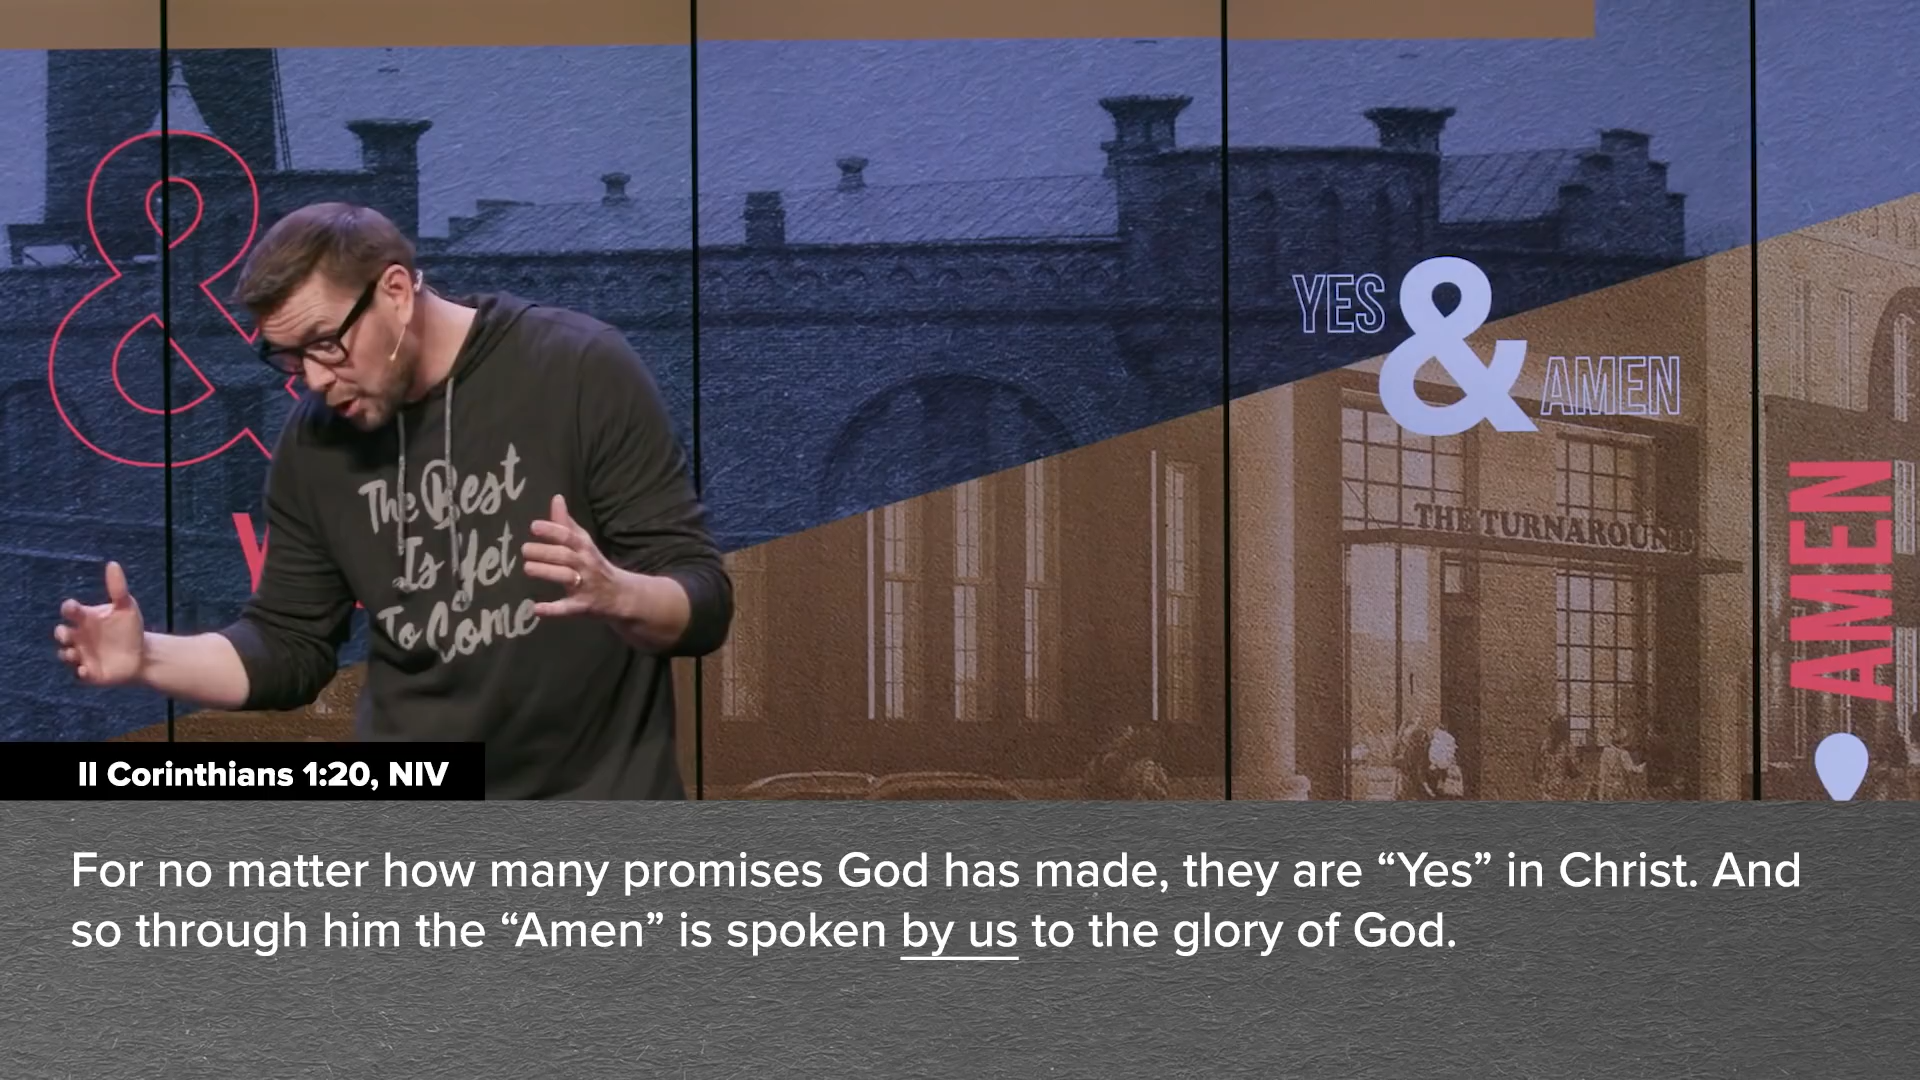 &
YES
&
AMEN
THE TURNAROUND
AMEN
The Best
Is Yet
To Come
II Corinthians 1:20, NIV
For no matter how many promises God has made, they are “Yes” in Christ. And
so through him the “Amen” is spoken by us to the glory of God.